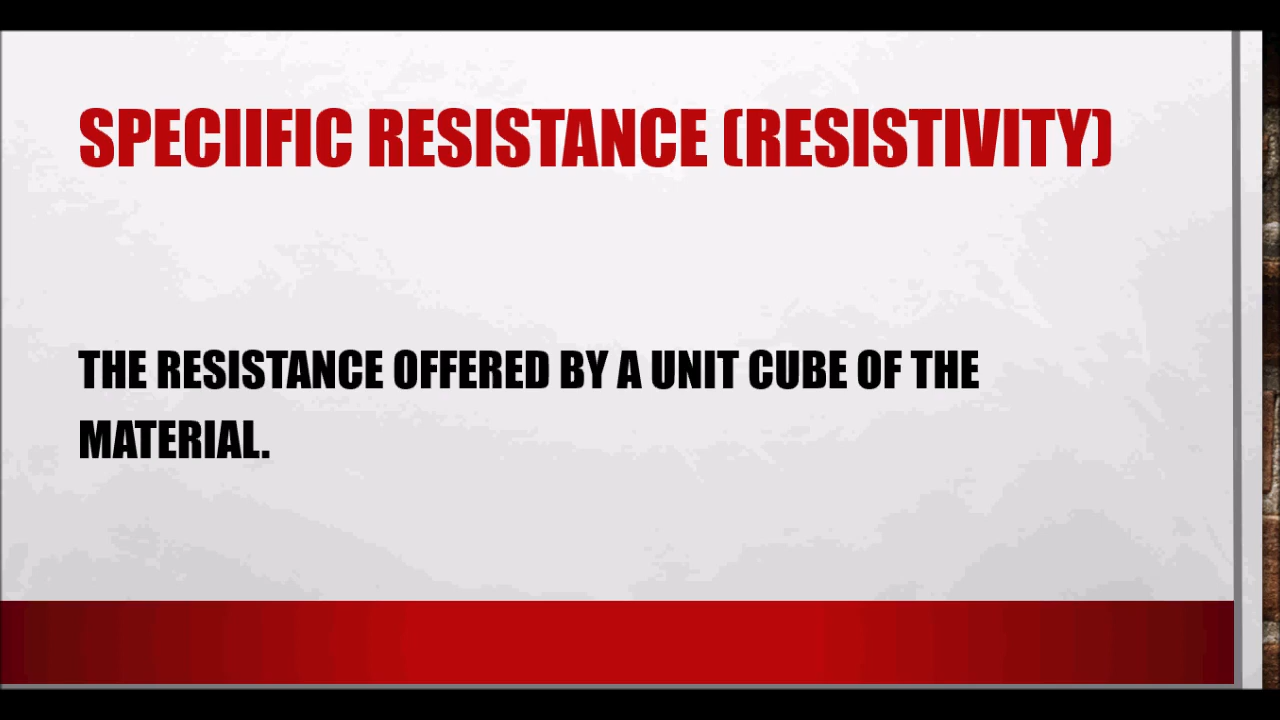 SPECIIFIC RESISTANCE (RESISTIVITY)
THE RESISTANCE OFFERED BY A UNIT CUBE OF THE
MATERIAL.